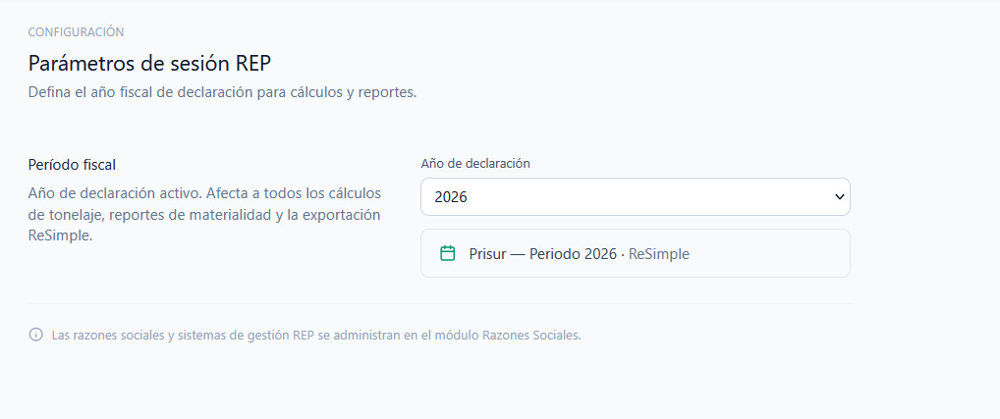 CONFIGURACIÓN
Parámetros de sesión REP
Defina el año fiscal de declaración para cálculos y reportes.
Período fiscal
Año de declaración activo. Afecta a todos los cálculos
de tonelaje, reportes de materialidad y la exportación
ReSimple.
Año de declaración
2026
Prisur — Periodo 2026 · ReSimple
Las razones sociales y sistemas de gestión REP se administran en el módulo Razones Sociales.